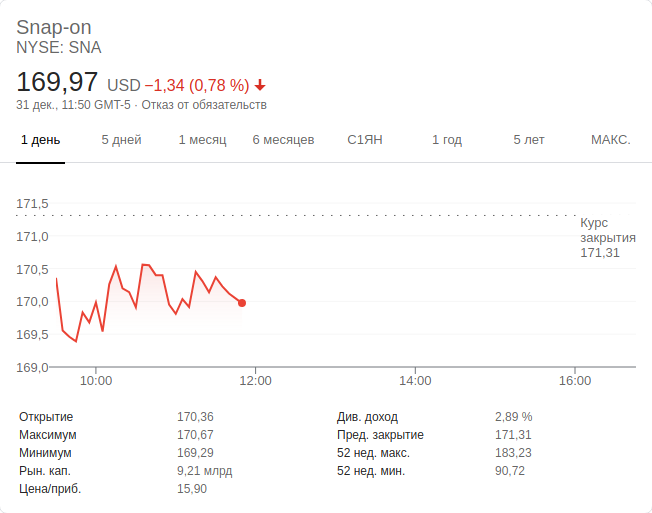 Snap-on
NYSE: SNA
169,97 USD −1,34 (0,78 %)
31 дек., 11:50 GMT-5 · Отказ от обязательств
1 день 5 дней 1 месяц 6 месяцев С1ЯН 1 год 5 лет МАКС.
171,5
Курс
закрытия
171,31
171,0
170,5
170,0
169,5
169,0
10:00 12:00 14:00 16:00
Открытие 170,36 Див. доход 2,89 %
Максимум 170,67 Пред. закрытие 171,31
Минимум 169,29 52 нед. макс. 183,23
Рын. кап. 9,21 млрд 52 нед. мин. 90,72
Цена/приб. 15,90